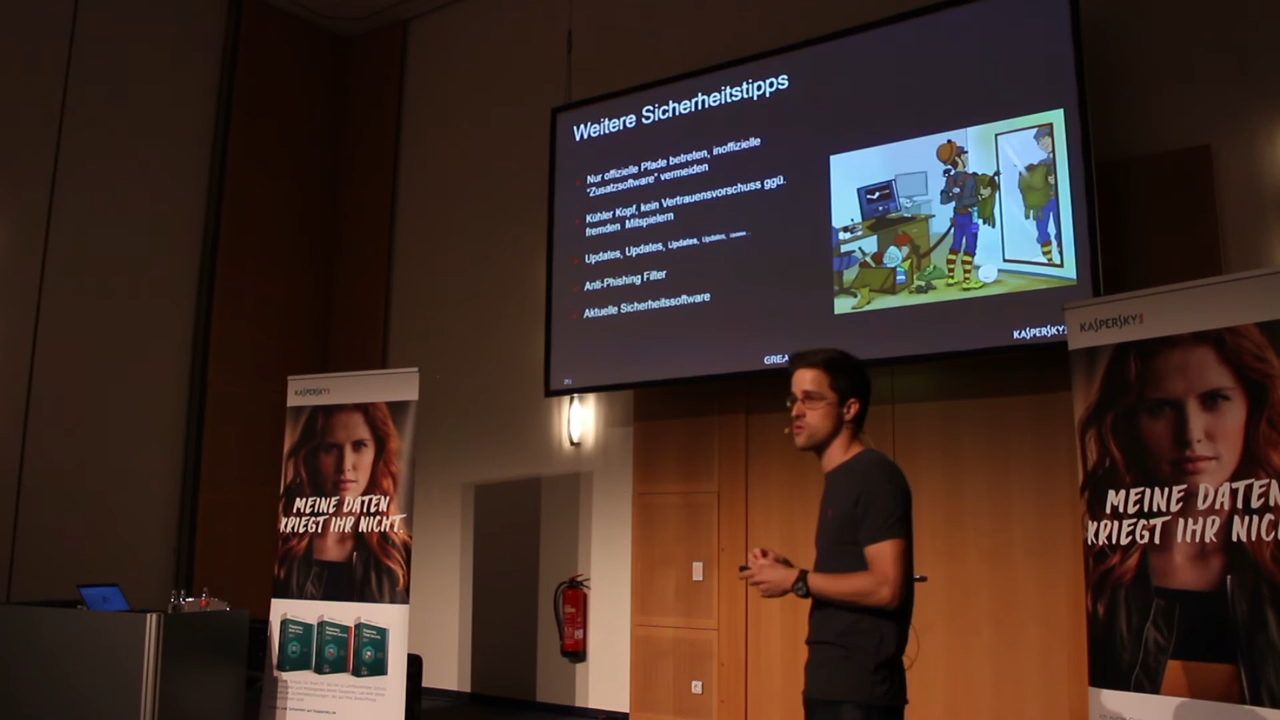 Weitere Sicherheitstipps
Nur offizielle Pfade betreten, inoffizielle
"Zusatzsoftware" vermeiden
Kühler Kopf, kein Vertrauensvorschuss ggü.
fremden Mitspielern
Updates, Updates, Updates, Updates, Updates...
Anti-Phishing Filter
Aktuelle Sicherheitssoftware
KASPERSKY
GREA
KASPERSKY
MEINE DATEN
KRIEGT IHR NICHT.
KASPERSKY
MEINE DATEN
KRIEGT IHR NIC